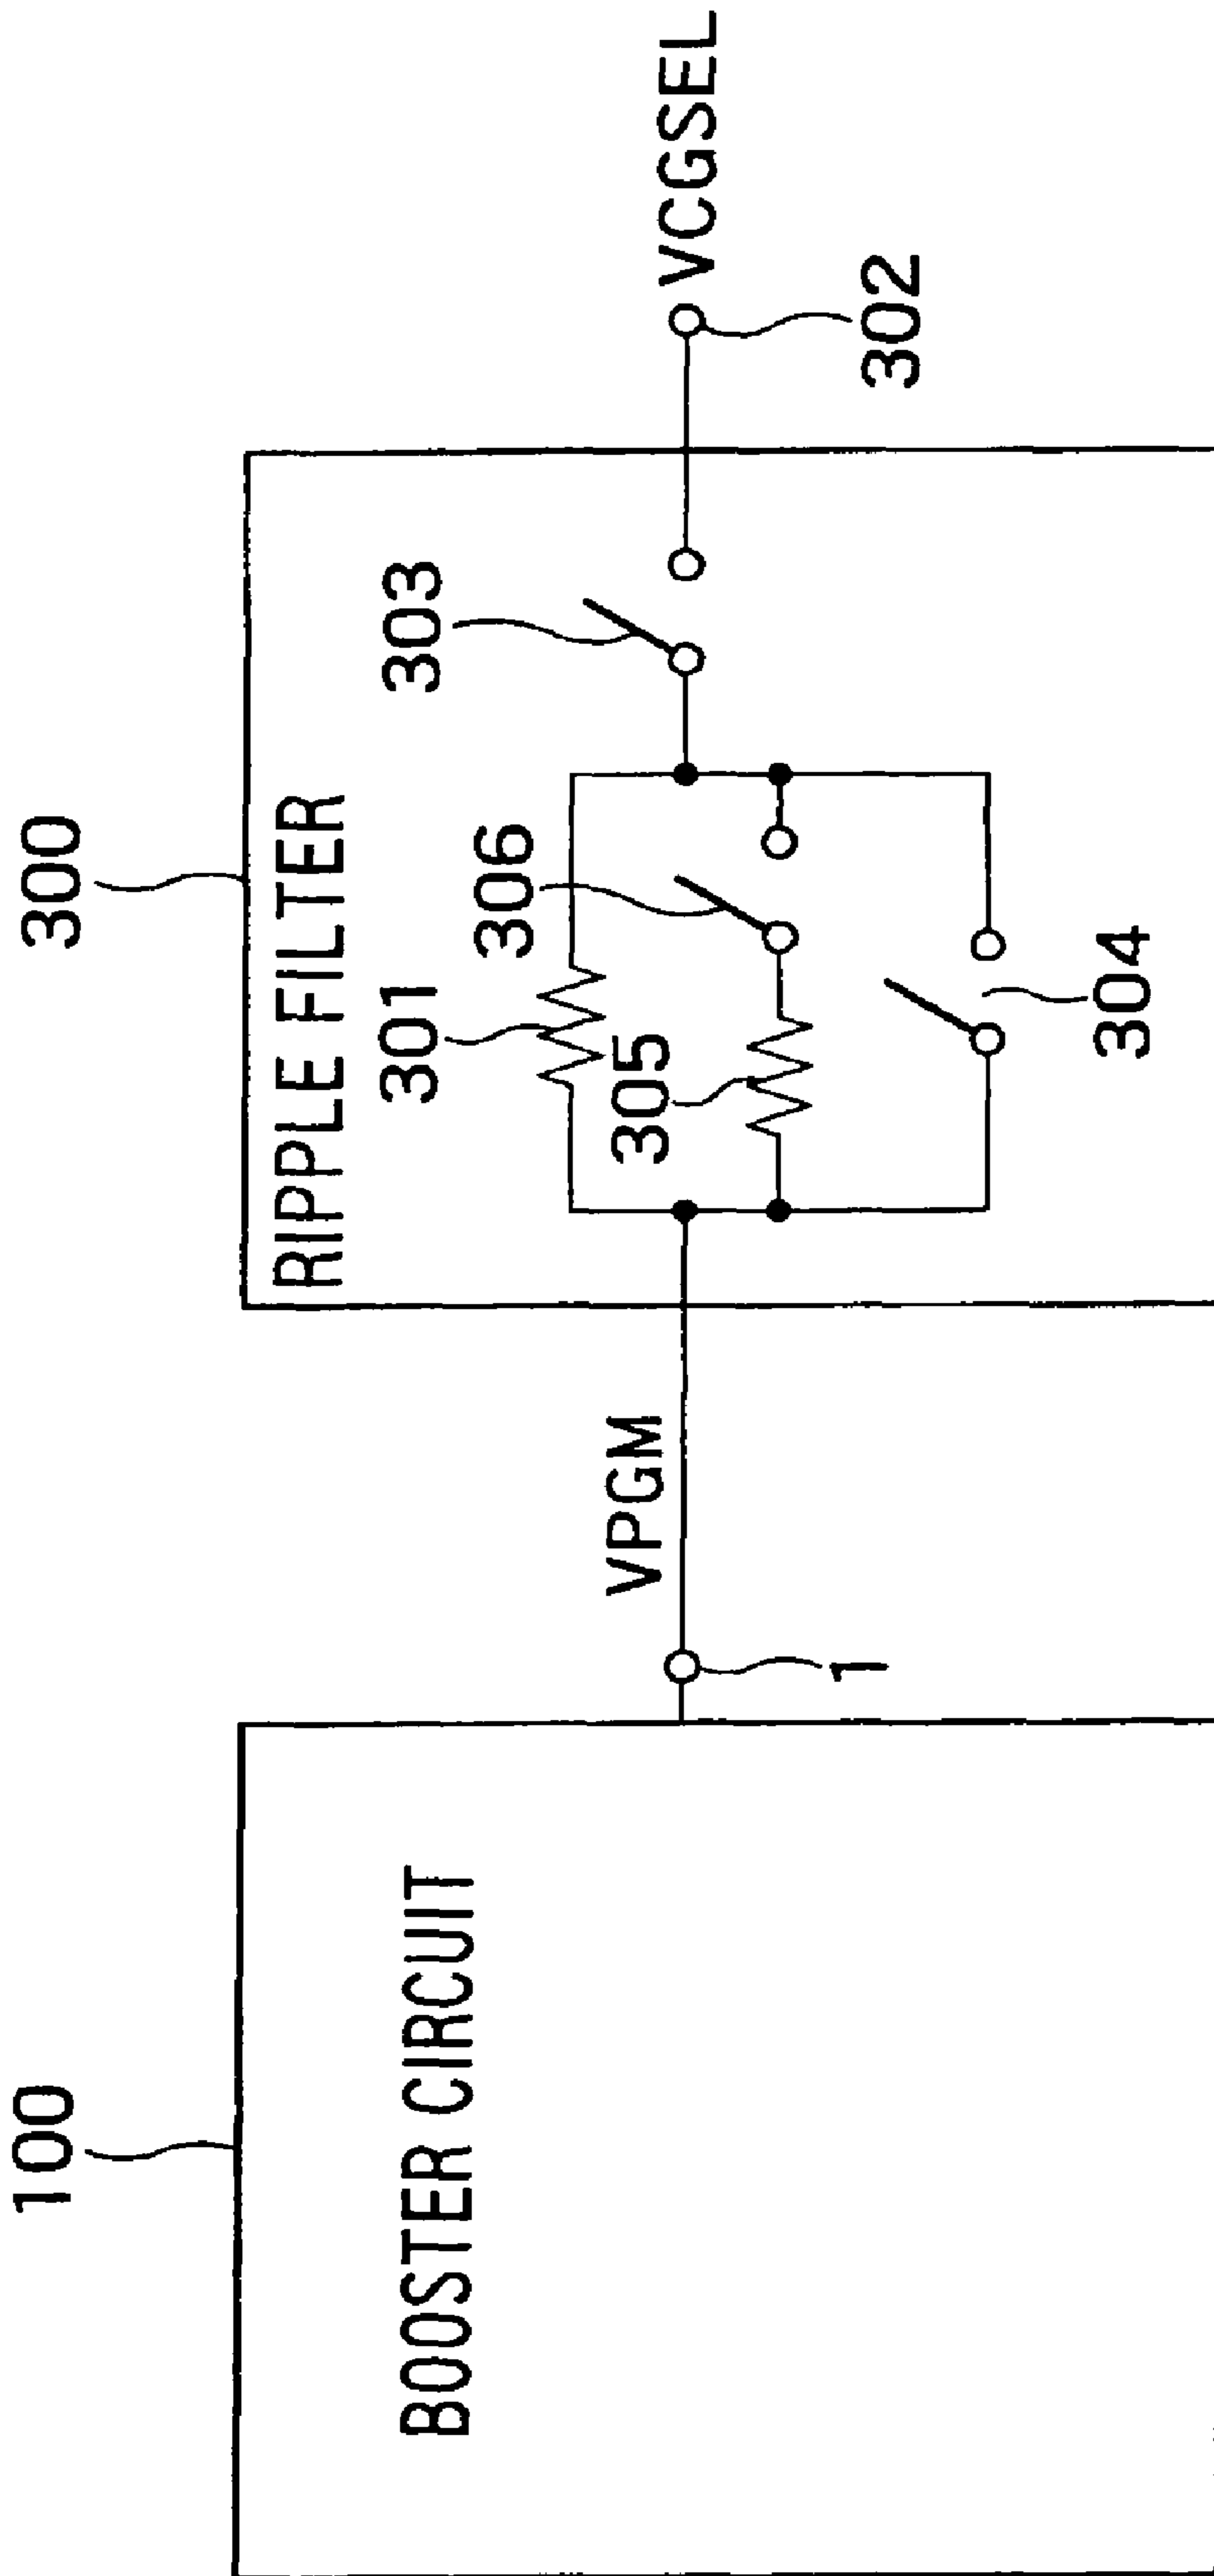 100
300
BOOSTER CIRCUIT
RIPPLE FILTER
1
VPGM
301
303
305
306
304
VCGSEL
302